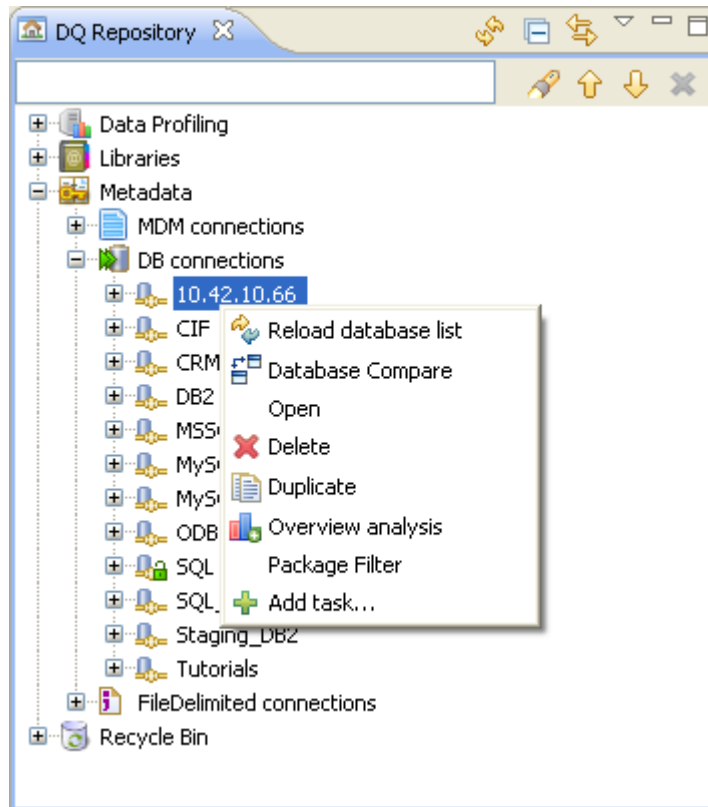 DQ Repository
Data Profiling
Libraries
Metadata
MDM connections
DB connections
10.42.10.66
CIF
Reload database list
CRM
Database Compare
DB2
Open
Delete
Duplicate
Overview analysis
ODB
SQL
Package Filter
SQL_
Add task...
Staging_DB2
Tutorials
FileDelimited connections
Recycle Bin